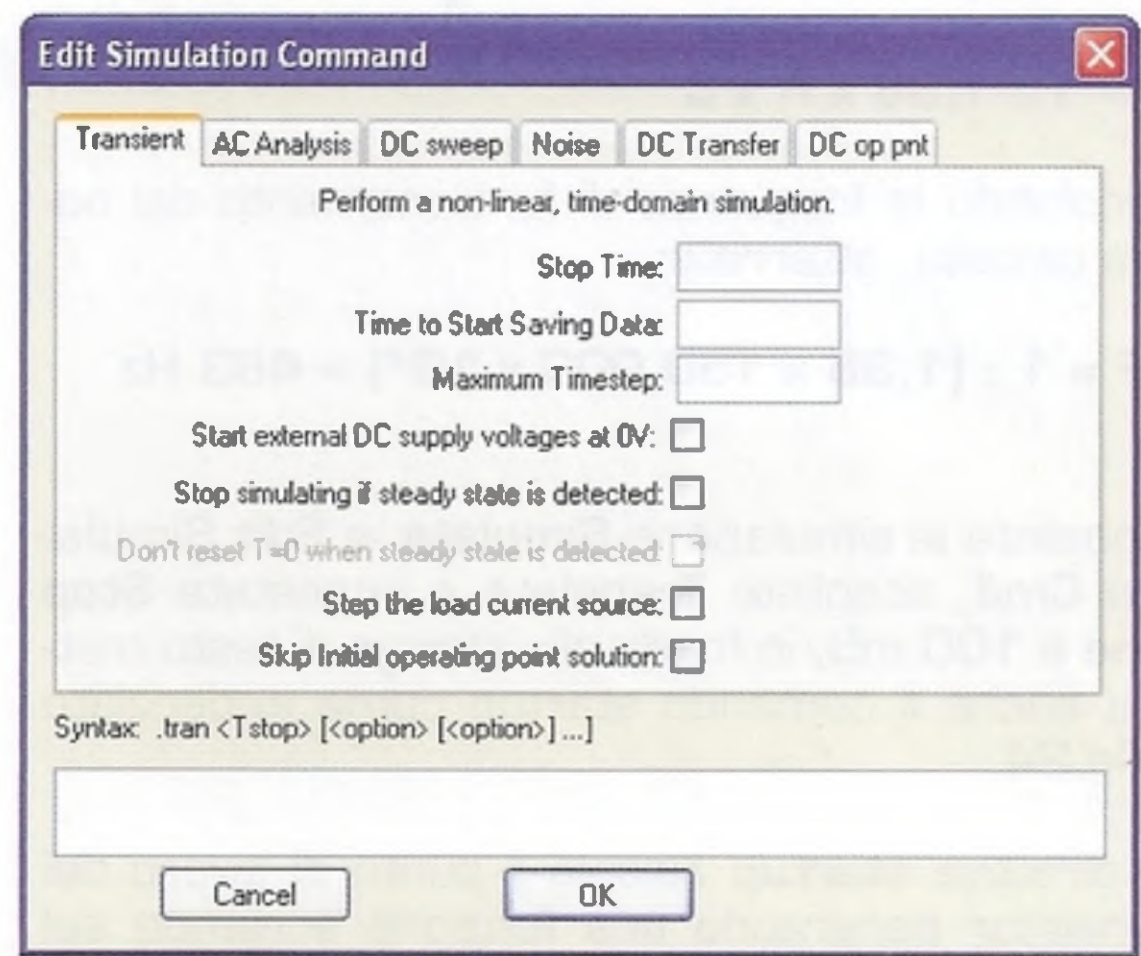 Edit Simulation Command
Transient AC Analysis DC sweep Noise DC Transfer DC op pnt
Perform a non-linear, time-domain simulation.
Stop Time:
Time to Start Saving Data:
Maximum Timestep:
Start external DC supply voltages at 0V:
Stop simulating if steady state is detected:
Don't reset T=0 when steady state is detected:
Step the load current source:
Skip Initial operating point solution:
Syntax: .tran <Tstop> [<option> [<option>] ...]
Cancel OK